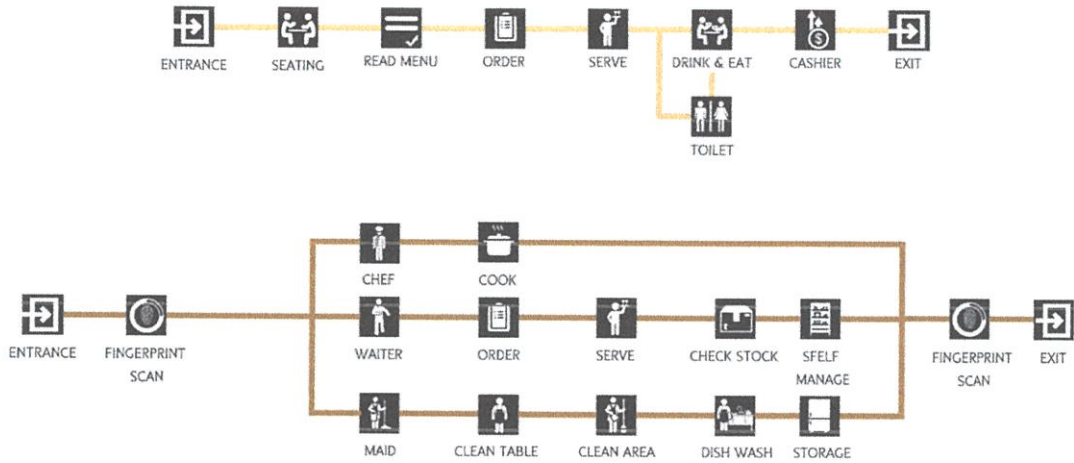 ENTRANCE SEATING READ MENU ORDER SERVE DRINK & EAT CASHIER EXIT
TOILET
CHEF COOK
ENTRANCE FINGERPRINT SCAN WAITER ORDER SERVE CHECK STOCK SFELF MANAGE FINGERPRINT SCAN EXIT
MAID CLEAN TABLE CLEAN AREA DISH WASH STORAGE